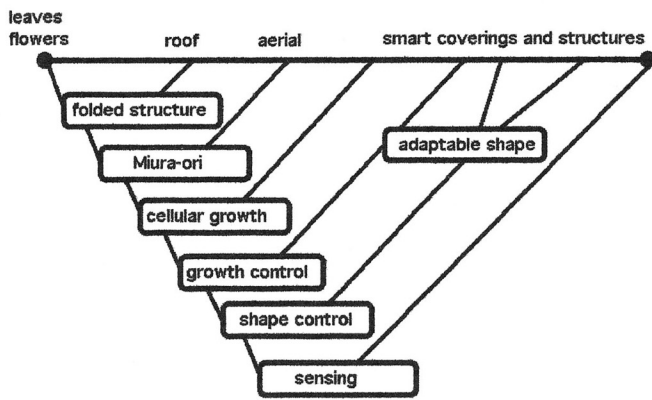 leaves
flowers
roof
aerial
smart coverings and structures
folded structure
adaptable shape
Miura-ori
cellular growth
growth control
shape control
sensing